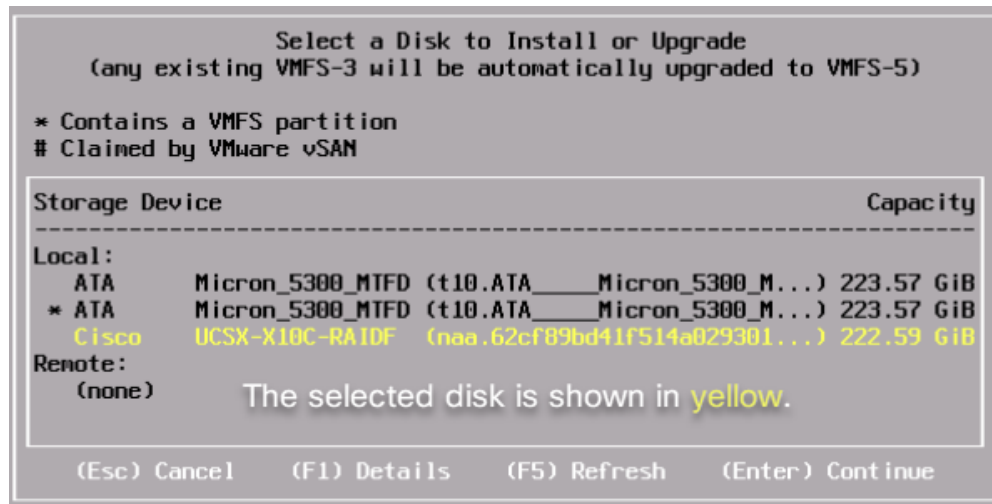 Select a Disk to Install or Upgrade
(any existing VMFS-3 will be automatically upgraded to VMFS-5)
* Contains a VMFS partition
# Claimed by VMware vSAN
Storage Device Capacity
--------------------------------------------------------------------------------
Local:
ATA Micron_5300_MTFD (t10.ATA_____Micron_5300_M...) 223.57 GiB
* ATA Micron_5300_MTFD (t10.ATA_____Micron_5300_M...) 223.57 GiB
Cisco UCSX-X10C-RAIDF (naa.62cf89bd41f514a029301...) 222.59 GiB
Remote:
(none)
The selected disk is shown in yellow.
(Esc) Cancel (F1) Details (F5) Refresh (Enter) Continue